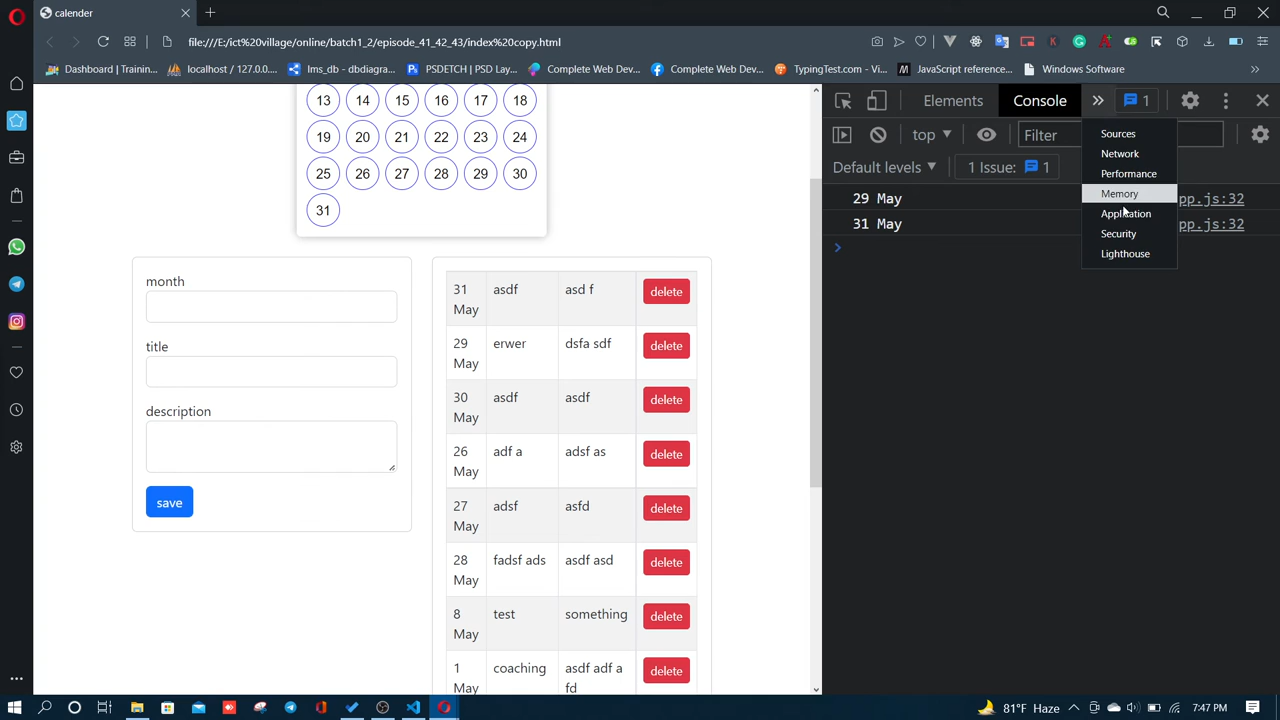 calender
file:///E:/ict%20village/online/batch1_2/episode_41_42_43/index%20copy.html
Dashboard | Trainin...
localhost / 127.0.0....
lms_db - dbdiagra...
PSDETCH | PSD Lay...
Complete Web Dev...
Complete Web Dev...
TypingTest.com - Vi...
JavaScript reference...
Windows Software
13 14 15 16 17 18
19 20 21 22 23 24
25 26 27 28 29 30
31
month
title
description
save
31 May asdf asd f delete
29 May erwer dsfa sdf delete
30 May asdf asdf delete
26 May adf a adsf as delete
27 May adsf asfd delete
28 May fadsf ads asdf asd delete
8 May test something delete
1 May coaching asdf adf a fd delete
Elements
Console
1
top
Filter
Default levels
1 Issue: 1
29 May pp.js:32
31 May pp.js:32
Sources
Network
Performance
Memory
Application
Security
Lighthouse
81°F Haze
7:47 PM